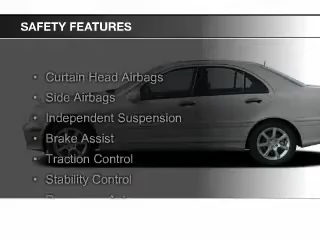 SAFETY FEATURES
• Curtain Head Airbags
• Side Airbags
• Independent Suspension
• Brake Assist
• Traction Control
• Stability Control